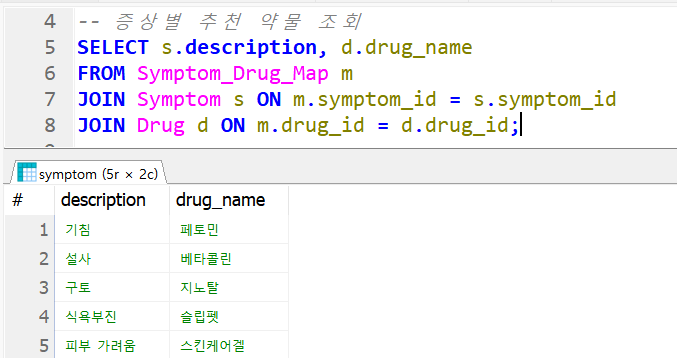 4 -- 증상별 추천 약물 조회
5 SELECT s.description, d.drug_name
6 FROM Symptom_Drug_Map m
7 JOIN Symptom s ON m.symptom_id = s.symptom_id
8 JOIN Drug d ON m.drug_id = d.drug_id;
symptom (5r × 2c)
# description drug_name
1 기침 페토민
2 설사 베타콜린
3 구토 지노탈
4 식욕부진 슬립펫
5 피부 가려움 스킨케어겔